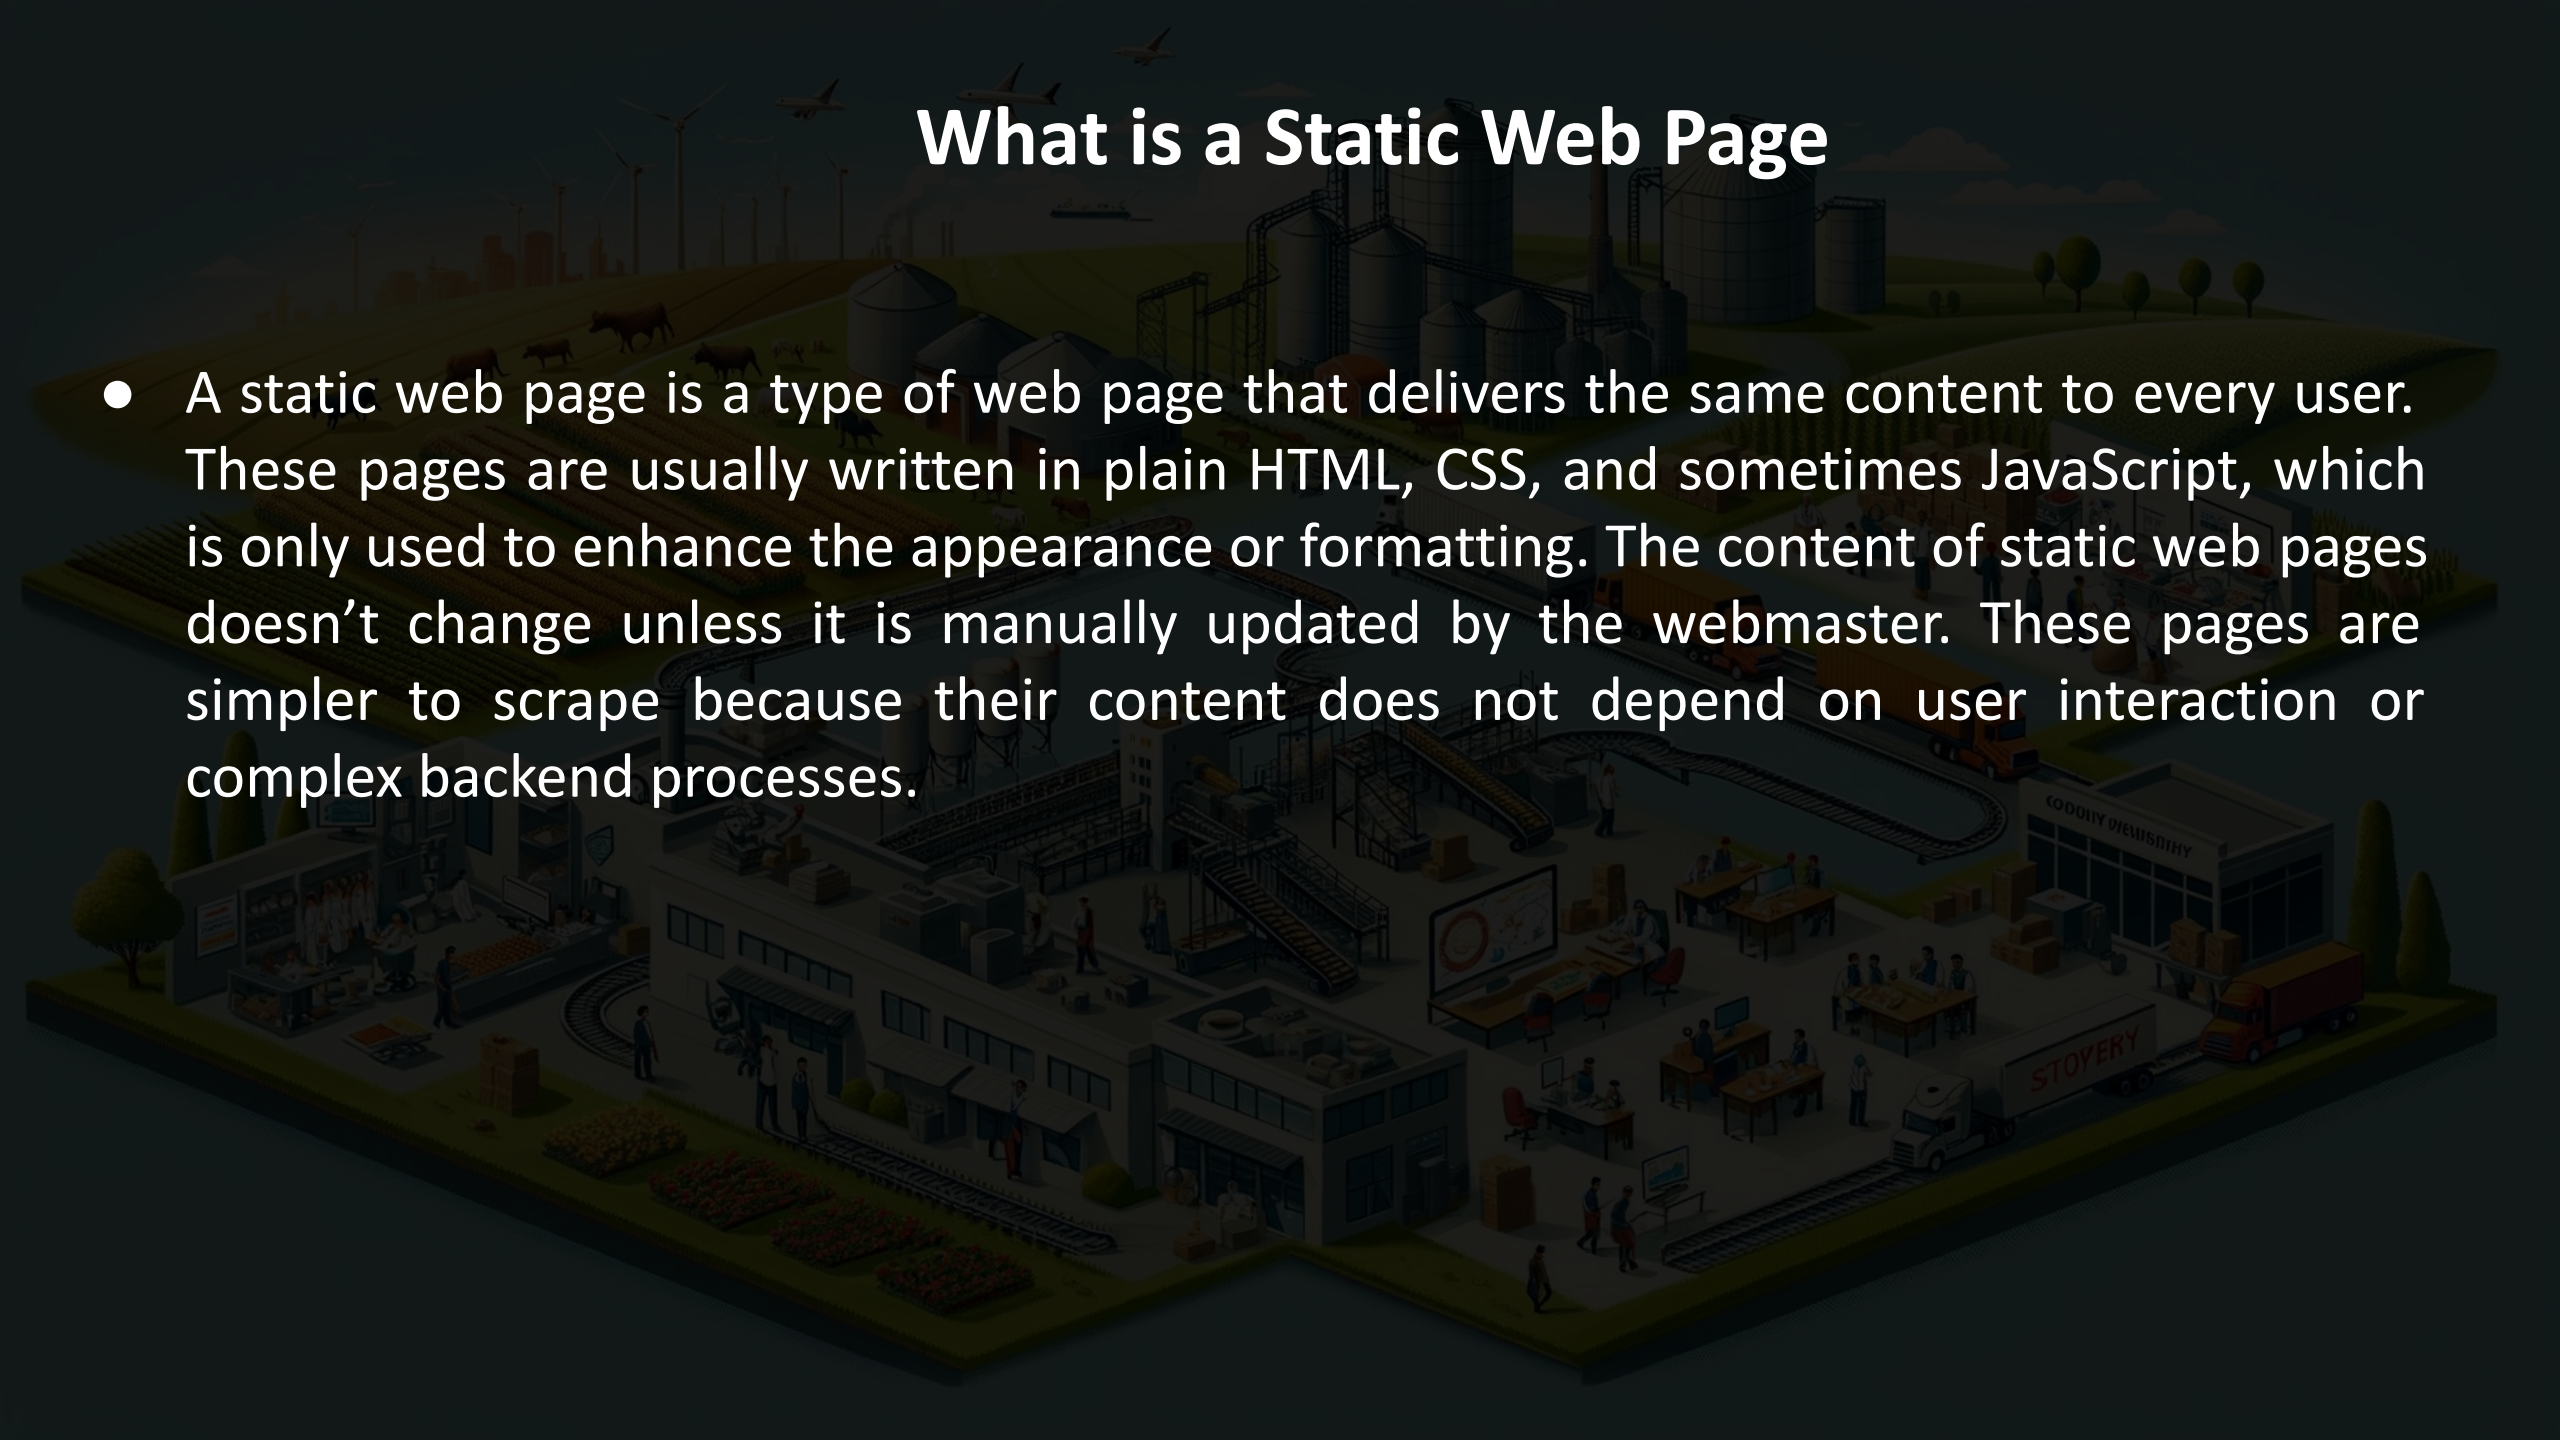 What is a Static Web Page
● A static web page is a type of web page that delivers the same content to every user.
These pages are usually written in plain HTML, CSS, and sometimes JavaScript, which
is only used to enhance the appearance or formatting. The content of static web pages
doesn’t change unless it is manually updated by the webmaster. These pages are
simpler to scrape because their content does not depend on user interaction or
complex backend processes.
STOYERY